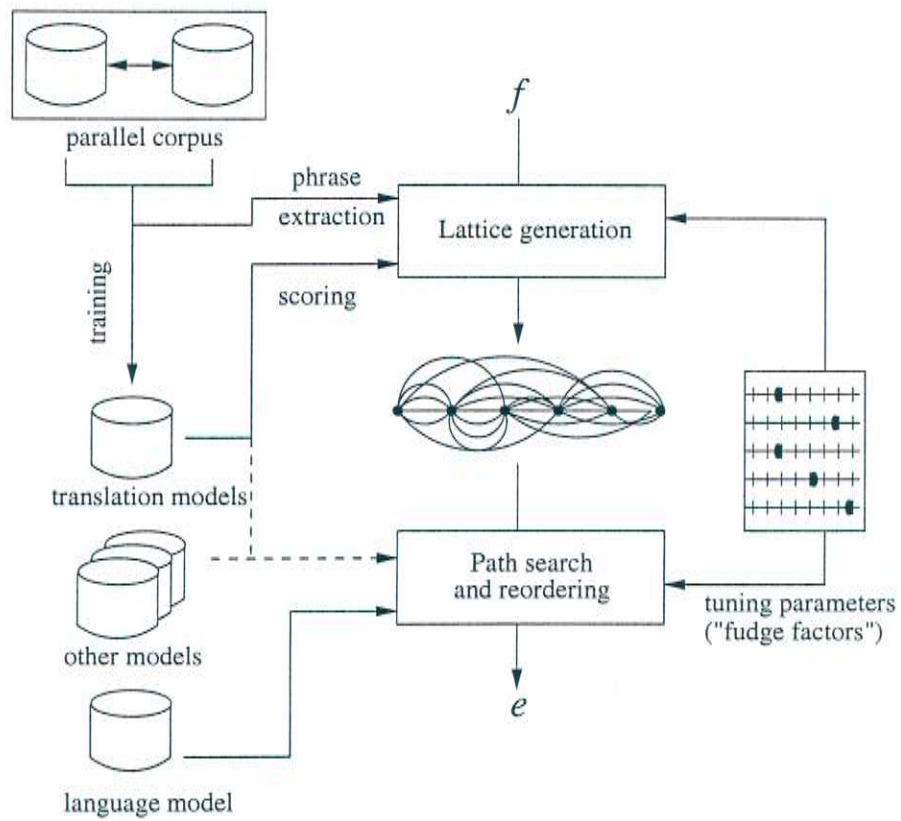 parallel corpus
f
phrase
extraction
Lattice generation
training
scoring
translation models
Path search
and reordering
tuning parameters
("fudge factors")
other models
e
language model